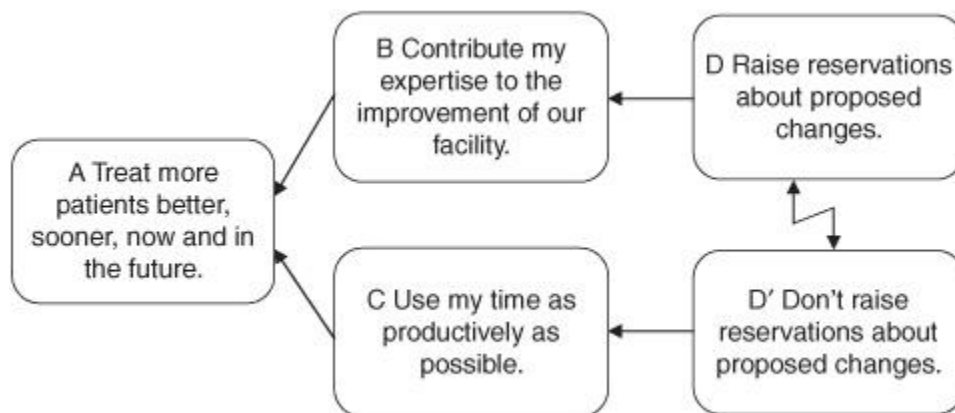 A Treat more
patients better,
sooner, now and in
the future.
B Contribute my
expertise to the
improvement of our
facility.
C Use my time as
productively as
possible.
D Raise reservations
about proposed
changes.
D′ Don't raise
reservations about
proposed changes.